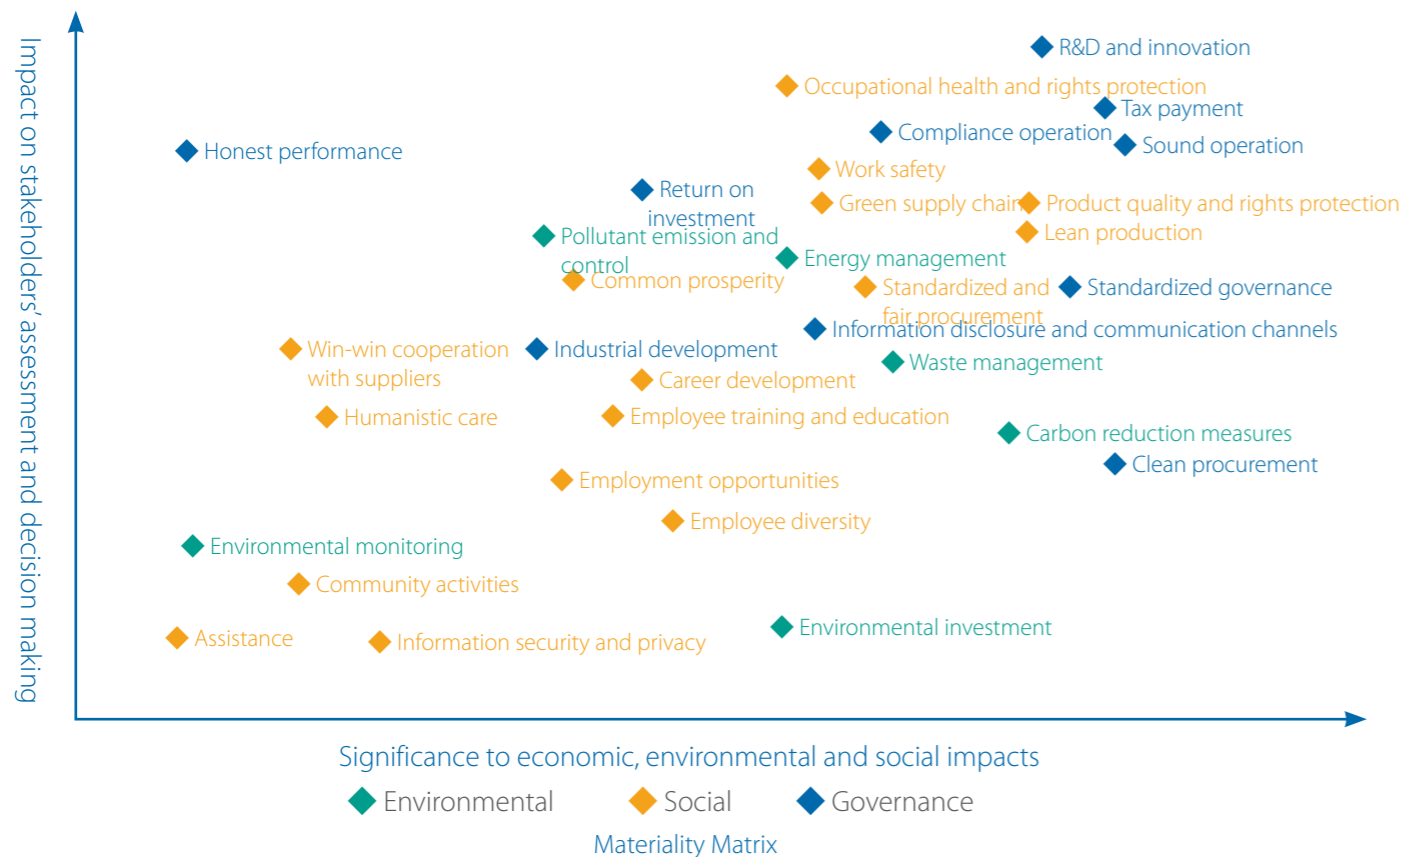 Impact on stakeholders' assessment and decision making
R&D and innovation
Occupational health and rights protection
Tax payment
Compliance operation
Sound operation
Honest performance
Work safety
Return on
investment
Green supply chain
Product quality and rights protection
Lean production
Pollutant emission and
control
Energy management
Common prosperity
Standardized and
fair procurement
Standardized governance
Information disclosure and communication channels
Win-win cooperation
with suppliers
Industrial development
Waste management
Career development
Humanistic care
Employee training and education
Carbon reduction measures
Clean procurement
Employment opportunities
Employee diversity
Environmental monitoring
Community activities
Environmental investment
Assistance
Information security and privacy
Significance to economic, environmental and social impacts
Environmental
Social
Governance
Materiality Matrix